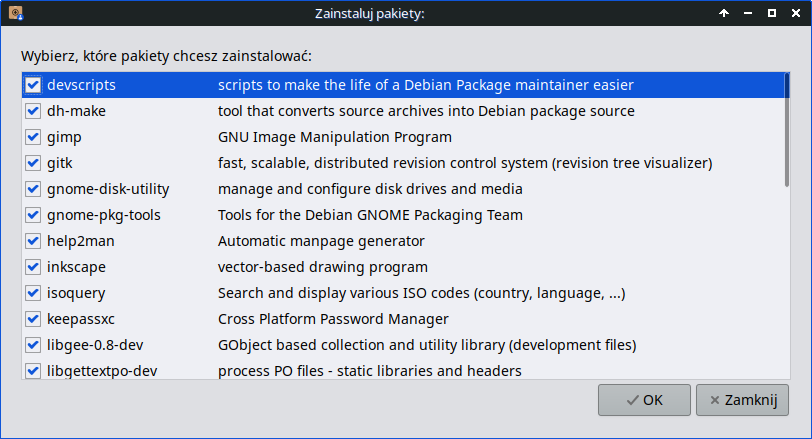 Zainstaluj pakiety:
Wybierz, które pakiety chcesz zainstalować:
devscripts scripts to make the life of a Debian Package maintainer easier
dh-make tool that converts source archives into Debian package source
gimp GNU Image Manipulation Program
gitk fast, scalable, distributed revision control system (revision tree visualizer)
gnome-disk-utility manage and configure disk drives and media
gnome-pkg-tools Tools for the Debian GNOME Packaging Team
help2man Automatic manpage generator
inkscape vector-based drawing program
isoquery Search and display various ISO codes (country, language, ...)
keepassxc Cross Platform Password Manager
libgee-0.8-dev GObject based collection and utility library (development files)
libgettextpo-dev process PO files - static libraries and headers
OK Zamknij